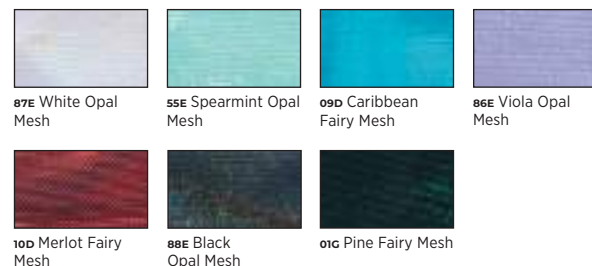 87E White Opal
Mesh
55E Spearmint Opal
Mesh
09D Caribbean
Fairy Mesh
86E Viola Opal
Mesh
10D Merlot Fairy
Mesh
88E Black
Opal Mesh
01G Pine Fairy Mesh